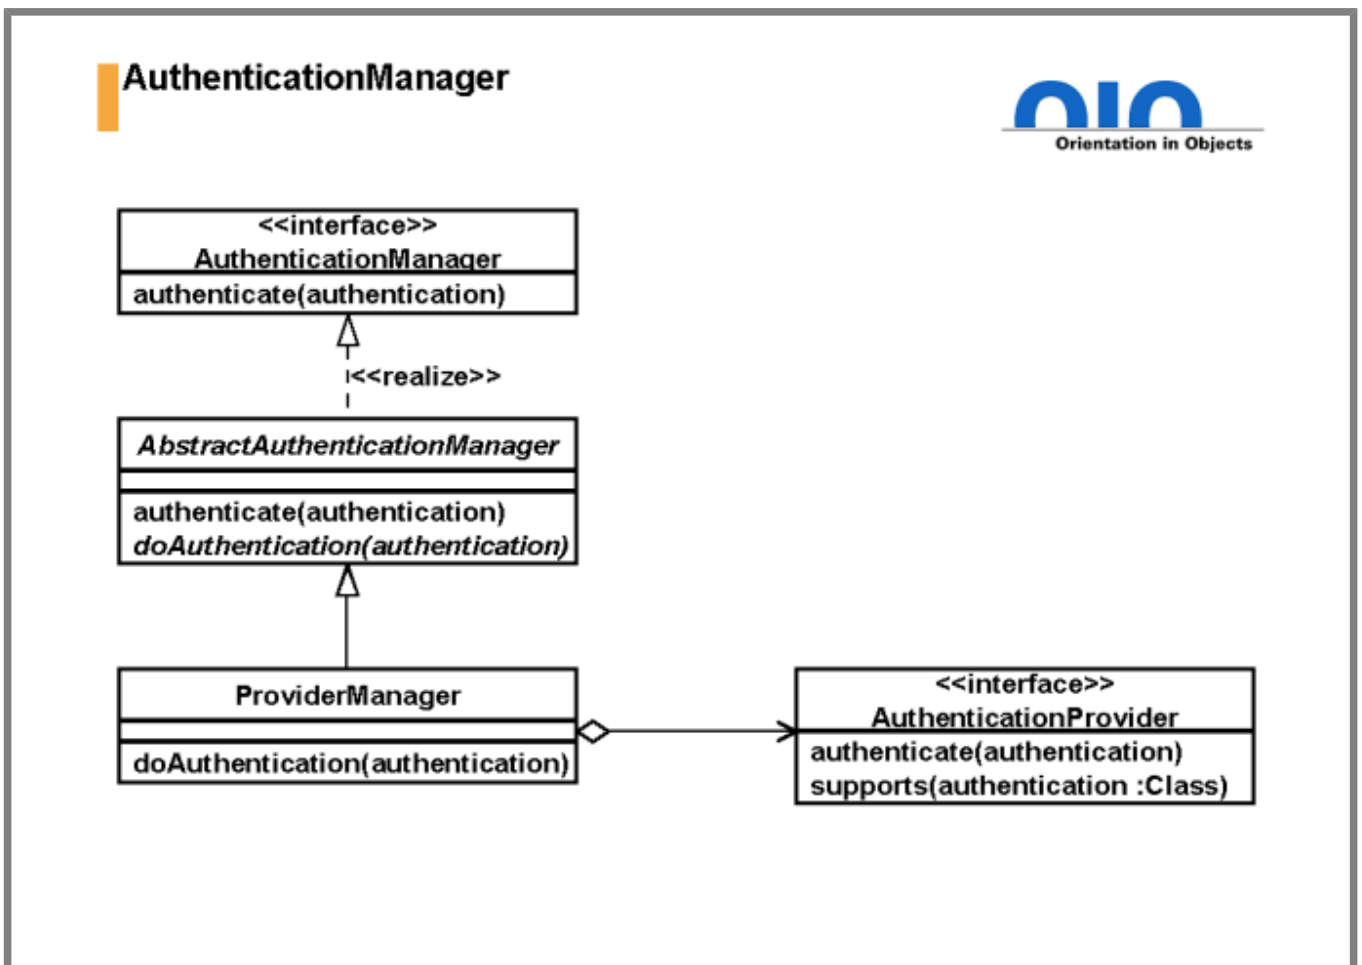 AuthenticationManager
OIO
Orientation in Objects
<<interface>>
AuthenticationManager
authenticate(authentication)
<<realize>>
AbstractAuthenticationManager
authenticate(authentication)
doAuthentication(authentication)
ProviderManager
doAuthentication(authentication)
<<interface>>
AuthenticationProvider
authenticate(authentication)
supports(authentication :Class)